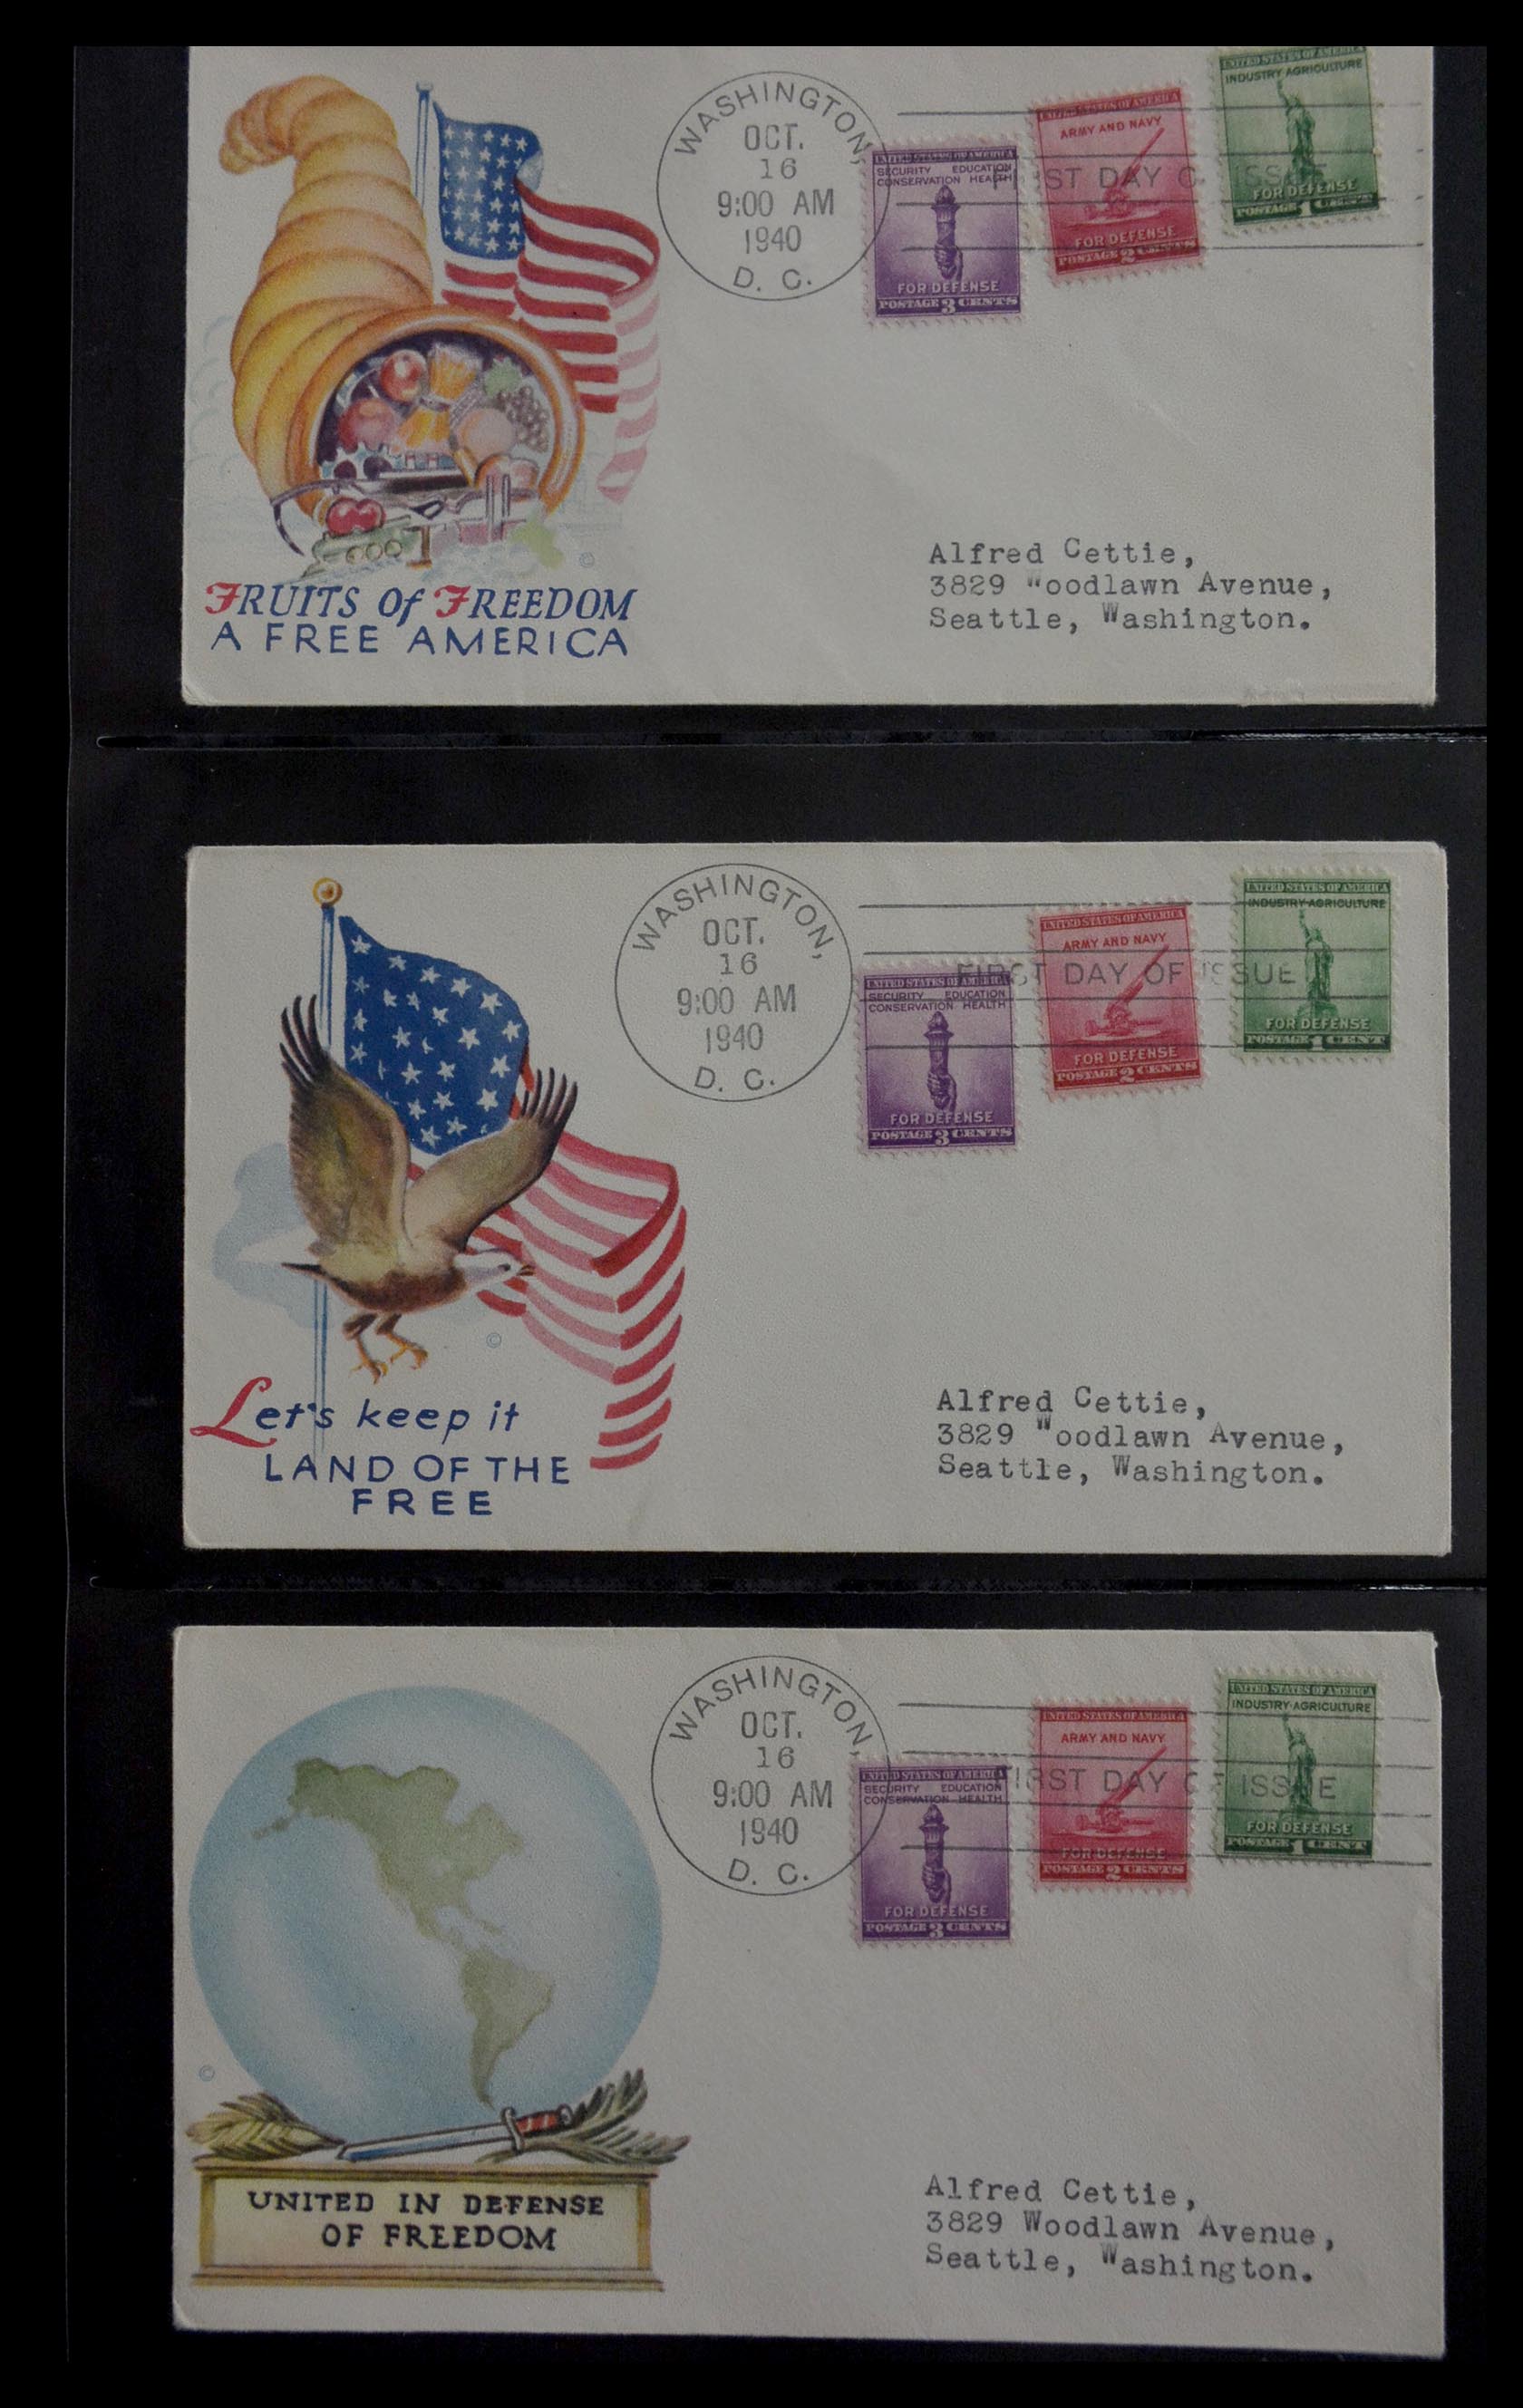 WASHINGTON,
OCT.
16
9:00 AM
1940
D. C.
UNITED STATES OF AMERICA
SECURITY EDUCATION
CONSERVATION HEALTH
FOR DEFENSE
POSTAGE 3 CENTS
UNITED STATES OF AMERICA
ARMY AND NAVY
FOR DEFENSE
POSTAGE 2 CENTS
UNITED STATES OF AMERICA
INDUSTRY AGRICULTURE
FOR DEFENSE
POSTAGE 1 CENT
FIRST DAY OF ISSUE
©
FRUITS Of FREEDOM
A FREE AMERICA
Alfred Cettie,
3829 Woodlawn Avenue,
Seattle, Washington.
WASHINGTON,
OCT.
16
9:00 AM
1940
D. C.
UNITED STATES OF AMERICA
SECURITY EDUCATION
CONSERVATION HEALTH
FOR DEFENSE
POSTAGE 3 CENTS
UNITED STATES OF AMERICA
ARMY AND NAVY
FOR DEFENSE
POSTAGE 2 CENTS
UNITED STATES OF AMERICA
INDUSTRY AGRICULTURE
FOR DEFENSE
POSTAGE 1 CENT
FIRST DAY OF ISSUE
©
Let's keep it
LAND OF THE
FREE
Alfred Cettie,
3829 Woodlawn Avenue,
Seattle, Washington.
WASHINGTON,
OCT.
16
9:00 AM
1940
D. C.
UNITED STATES OF AMERICA
SECURITY EDUCATION
CONSERVATION HEALTH
FOR DEFENSE
POSTAGE 3 CENTS
UNITED STATES OF AMERICA
ARMY AND NAVY
FOR DEFENSE
POSTAGE 2 CENTS
UNITED STATES OF AMERICA
INDUSTRY AGRICULTURE
FOR DEFENSE
POSTAGE 1 CENT
FIRST DAY OF ISSUE
©
UNITED IN DEFENSE
OF FREEDOM
Alfred Cettie,
3829 Woodlawn Avenue,
Seattle, Washington.